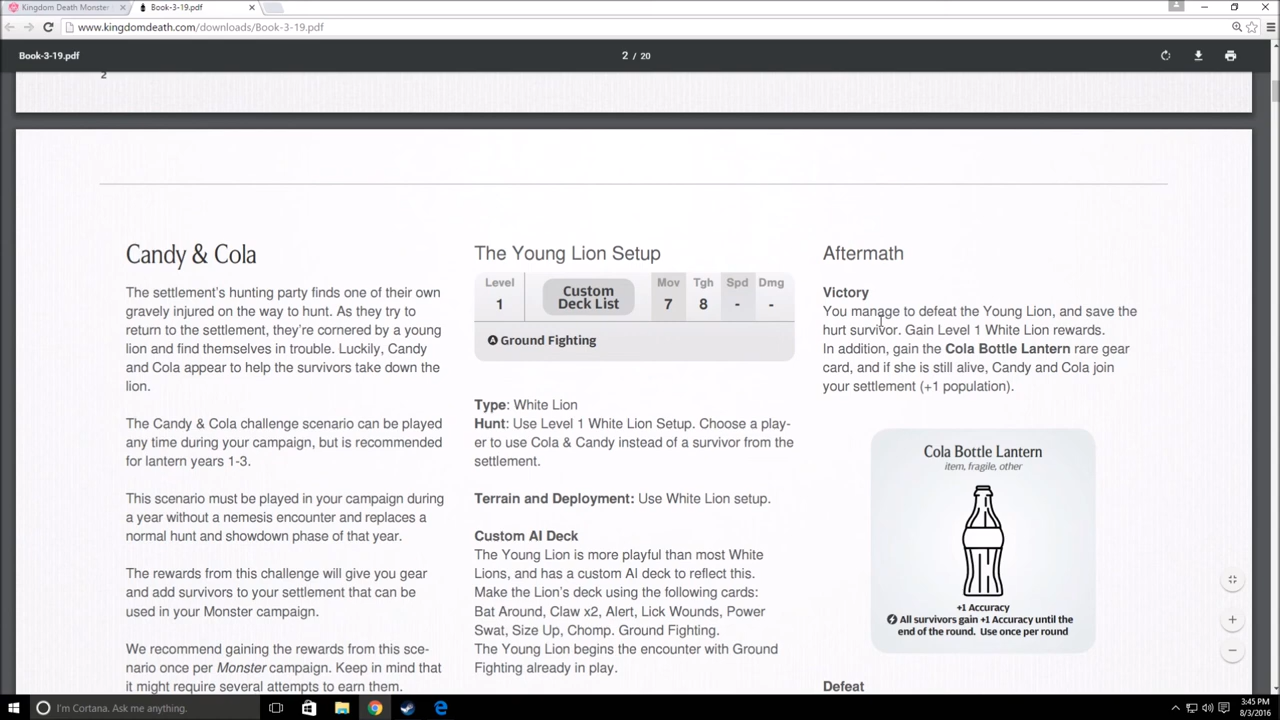 Kingdom Death Monster
Book-3-19.pdf
www.kingdomdeath.com/downloads/Book-3-19.pdf
Book-3-19.pdf
2 / 20
2
Candy & Cola
The settlement's hunting party finds one of their own
gravely injured on the way to hunt. As they try to
return to the settlement, they're cornered by a young
lion and find themselves in trouble. Luckily, Candy
and Cola appear to help the survivors take down the
lion.
The Candy & Cola challenge scenario can be played
any time during your campaign, but is recommended
for lantern years 1-3.
This scenario must be played in your campaign during
a year without a nemesis encounter and replaces a
normal hunt and showdown phase of that year.
The rewards from this challenge will give you gear
and add survivors to your settlement that can be
used in your Monster campaign.
We recommend gaining the rewards from this sce-
nario once per Monster campaign. Keep in mind that
it might require several attempts to earn them.
The Young Lion Setup
Level
1
Custom
Deck List
Mov
7
Tgh
8
Spd
-
Dmg
-
A Ground Fighting
Type: White Lion
Hunt: Use Level 1 White Lion Setup. Choose a play-
er to use Cola & Candy instead of a survivor from the
settlement.
Terrain and Deployment: Use White Lion setup.
Custom AI Deck
The Young Lion is more playful than most White
Lions, and has a custom AI deck to reflect this.
Make the Lion's deck using the following cards:
Bat Around, Claw x2, Alert, Lick Wounds, Power
Swat, Size Up, Chomp. Ground Fighting.
The Young Lion begins the encounter with Ground
Fighting already in play.
Aftermath
Victory
You manage to defeat the Young Lion, and save the
hurt survivor. Gain Level 1 White Lion rewards.
In addition, gain the Cola Bottle Lantern rare gear
card, and if she is still alive, Candy and Cola join
your settlement (+1 population).
Cola Bottle Lantern
item, fragile, other
+1 Accuracy
All survivors gain +1 Accuracy until the
end of the round. Use once per round
Defeat
I'm Cortana. Ask me anything.
3:45 PM
8/3/2016